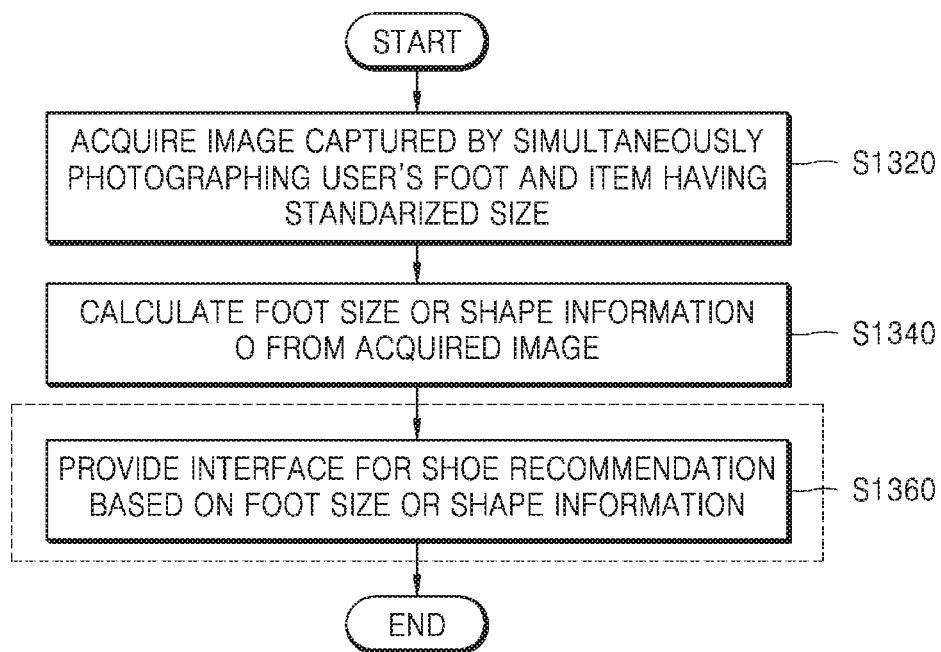 START
ACQUIRE IMAGE CAPTURED BY SIMULTANEOUSLY
PHOTOGRAPHING USER'S FOOT AND ITEM HAVING
STANDARIZED SIZE
S1320
CALCULATE FOOT SIZE OR SHAPE INFORMATION
O FROM ACQUIRED IMAGE
S1340
PROVIDE INTERFACE FOR SHOE RECOMMENDATION
BASED ON FOOT SIZE OR SHAPE INFORMATION
S1360
END